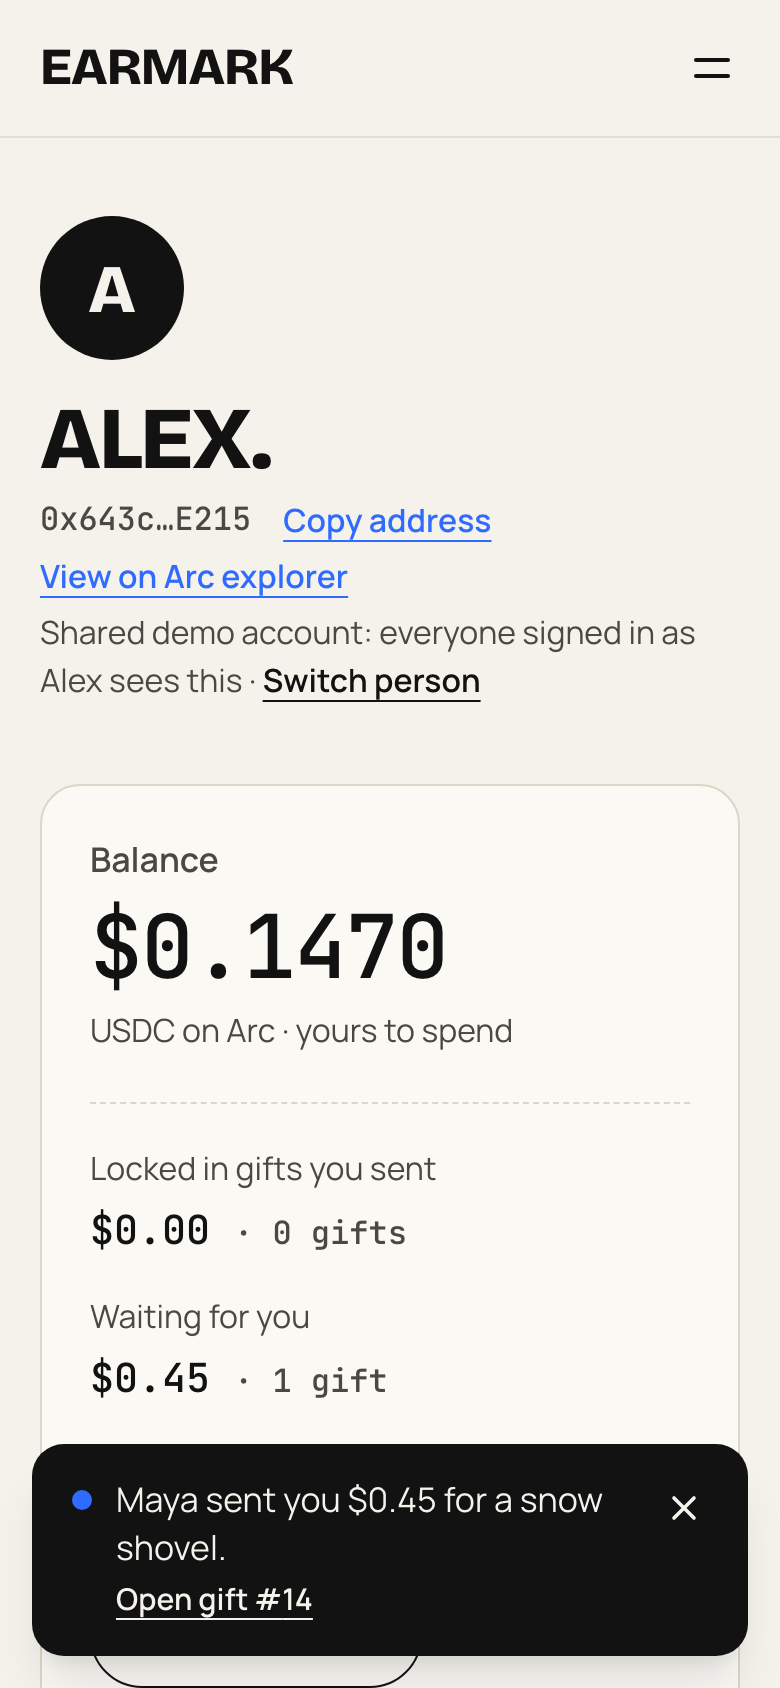 EARMARK
A
ALEX.
0x643c…E215 Copy address
View on Arc explorer
Shared demo account: everyone signed in as
Alex sees this · Switch person
Balance
$0.1470
USDC on Arc · yours to spend
Locked in gifts you sent
$0.00 · 0 gifts
Waiting for you
$0.45 · 1 gift
Maya sent you $0.45 for a snow
shovel.
Open gift #14